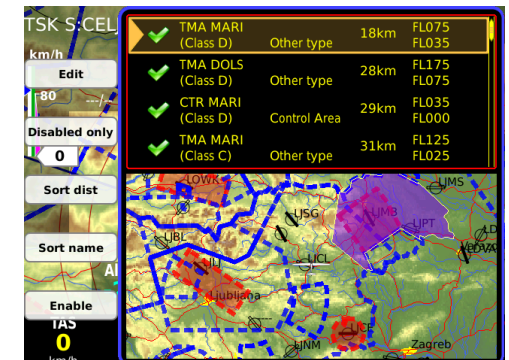 TSK S:CELJ
km/h
Edit
80
Disabled only
0
Sort dist
Sort name
Enable
TAS
0
km/h
TMA MARI 18km FL075
(Class D) Other type FL035
TMA DOLS 28km FL175
(Class D) Other type FL075
CTR MARI 29km FL035
(Class D) Control Area FL000
TMA MARI 31km FL125
(Class C) Other type FL025
LOWK
LJMS
LJSG
LJMB
LJPT
LJBL
LJCL
LJLJ
Ljubljana
LJCE
LJNM
Zagreb